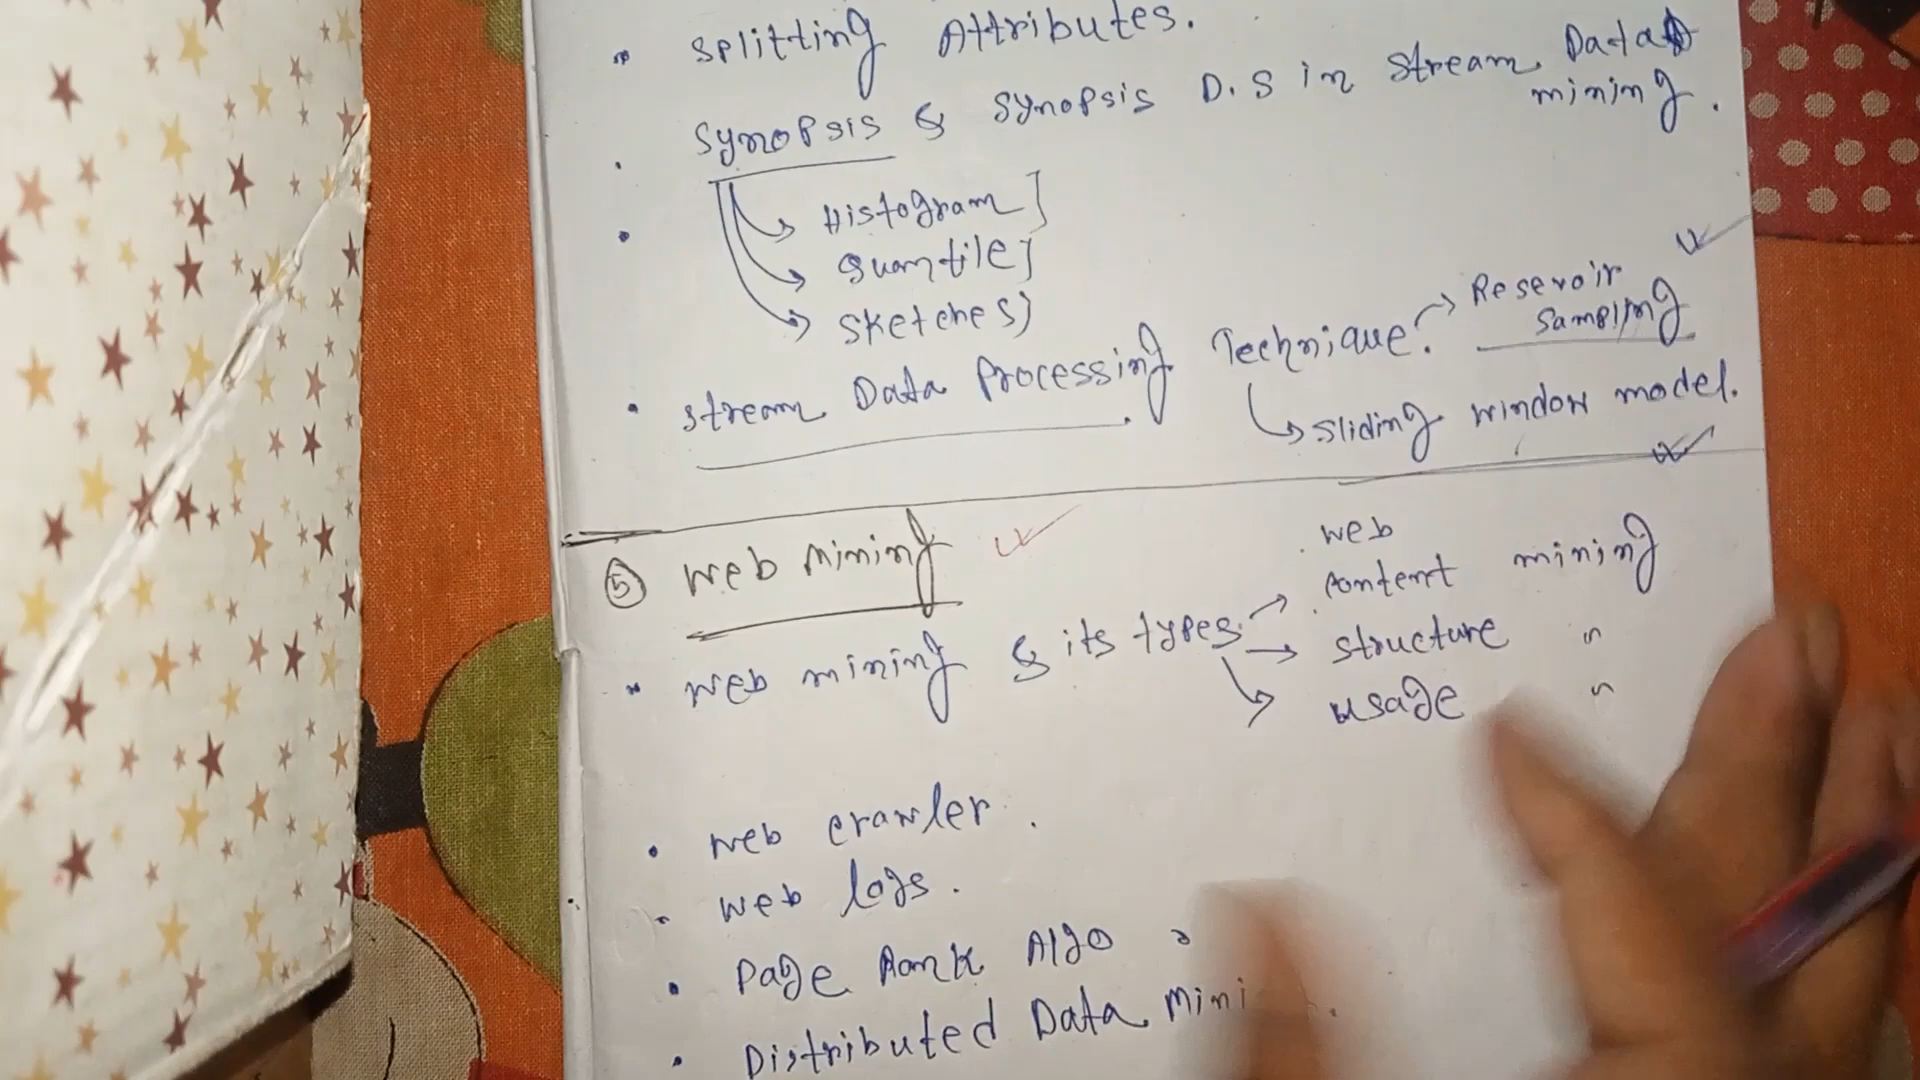 Splitting Attributes.
Synopsis & Synopsis D.S in Stream Data
mining.
Histogram]
Quantile]
Sketches)
Reservoir
Sampling
Stream Data Processing Technique.
Sliding window model.
⑤ Web Mining
Web
Content mining
Web mining & its types.
Structure "
usage "
Web crawler.
Web logs.
Page Rank Algo
Distributed Data Mini